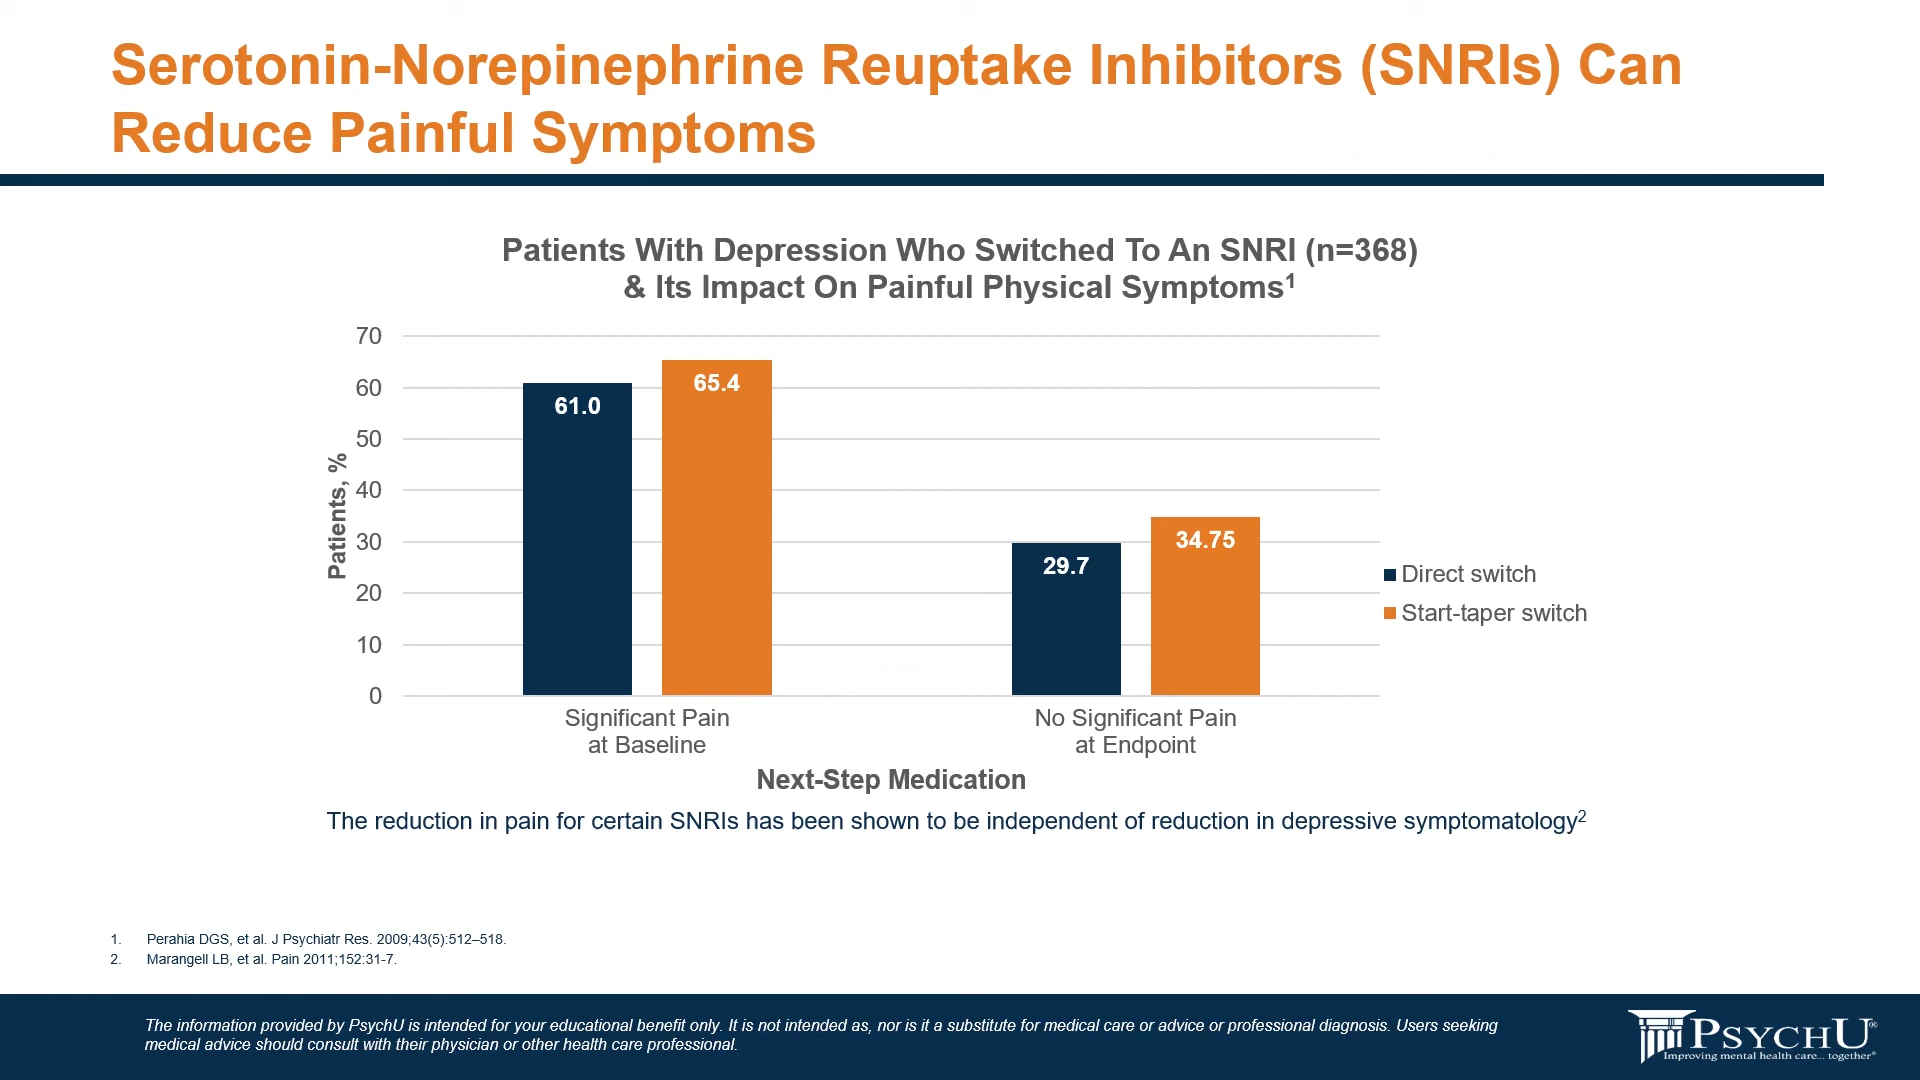 Serotonin-Norepinephrine Reuptake Inhibitors (SNRIs) Can
Reduce Painful Symptoms
Patients With Depression Who Switched To An SNRI (n=368)
& Its Impact On Painful Physical Symptoms¹
Patients, %
70
60
50
40
30
20
10
0
61.0
65.4
29.7
34.75
Direct switch
Start-taper switch
Significant Pain
at Baseline
No Significant Pain
at Endpoint
Next-Step Medication
The reduction in pain for certain SNRIs has been shown to be independent of reduction in depressive symptomatology²
1. Perahia DGS, et al. J Psychiatr Res. 2009;43(5):512–518.
2. Marangell LB, et al. Pain 2011;152:31-7.
The information provided by PsychU is intended for your educational benefit only. It is not intended as, nor is it a substitute for medical care or advice or professional diagnosis. Users seeking
medical advice should consult with their physician or other health care professional.
PSYCHU®
Improving mental health care... together®